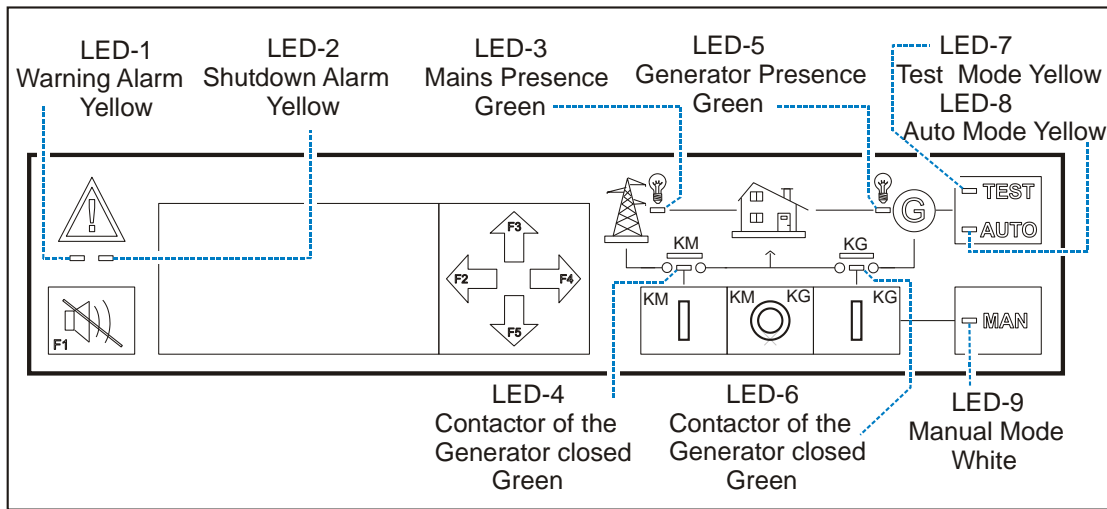 LED-1
Warning Alarm
Yellow
LED-2
Shutdown Alarm
Yellow
LED-3
Mains Presence
Green
LED-5
Generator Presence
Green
LED-7
Test Mode Yellow
LED-8
Auto Mode Yellow
F1
F3
F2
F4
F5
G
TEST
AUTO
KM
KG
KM
KM
KG
KG
MAN
LED-4
Contactor of the
Generator closed
Green
LED-6
Contactor of the
Generator closed
Green
LED-9
Manual Mode
White